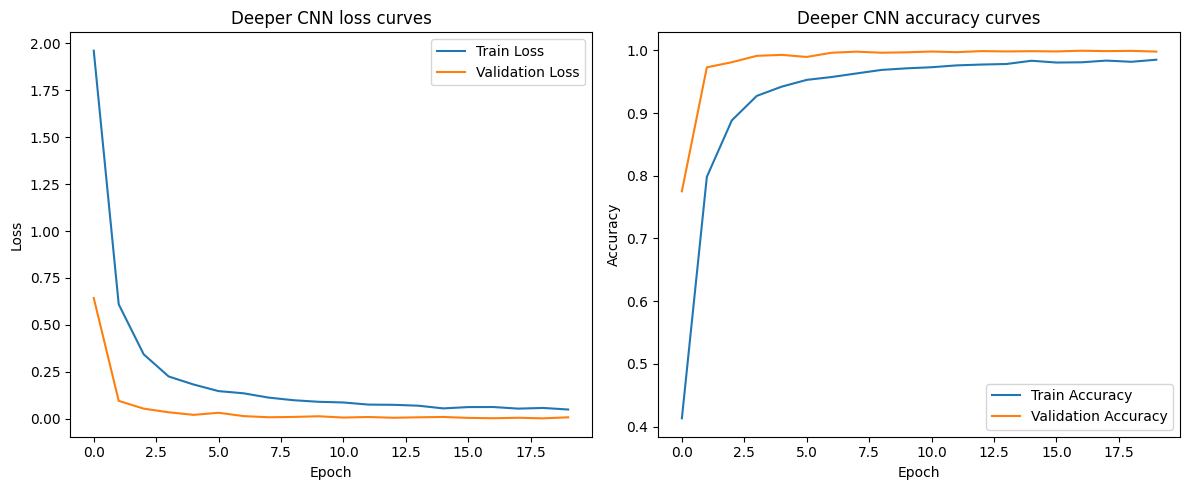 Deeper CNN loss curves
2.00
1.75
1.50
1.25
1.00
0.75
0.50
0.25
0.00
Loss
Train Loss
Validation Loss
0.0 2.5 5.0 7.5 10.0 12.5 15.0 17.5
Epoch
Deeper CNN accuracy curves
1.0
0.9
0.8
0.7
0.6
0.5
0.4
Accuracy
Train Accuracy
Validation Accuracy
0.0 2.5 5.0 7.5 10.0 12.5 15.0 17.5
Epoch